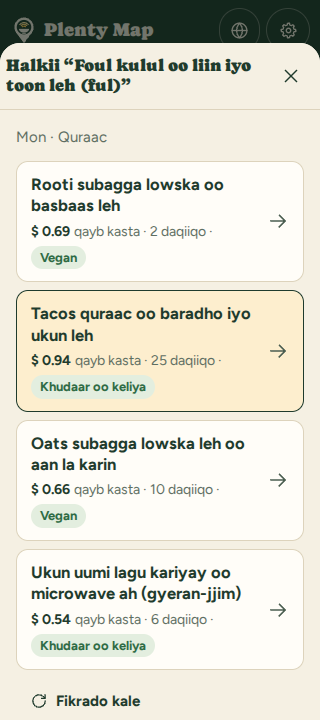 Plenty Map
Halkii “Foul kulul oo liin iyo
toon leh (ful)”
Mon · Quraac
Rooti subagga lowska oo
basbaas leh
$ 0.69 qayb kasta · 2 daqiiqo ·
Vegan
Tacos quraac oo baradho iyo
ukun leh
$ 0.94 qayb kasta · 25 daqiiqo ·
Khudaar oo keliya
Oats subagga lowska leh oo
aan la karin
$ 0.66 qayb kasta · 10 daqiiqo ·
Vegan
Ukun uumi lagu kariyay oo
microwave ah (gyeran-jjim)
$ 0.54 qayb kasta · 6 daqiiqo ·
Khudaar oo keliya
Fikrado kale